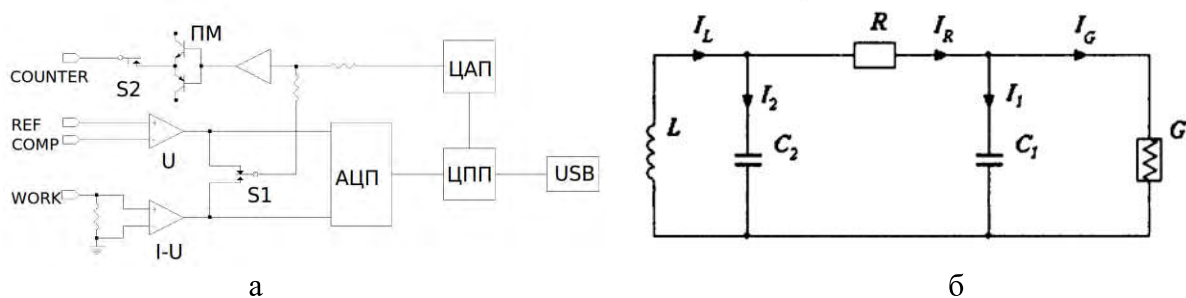 ПМ
COUNTER
S2
ЦАП
REF
COMP
U
S1
АЦП
ЦПП
USB
WORK
I-U
а
I_L
R
I_R
I_G
I_2
I_1
L
C_2
C_1
G
б